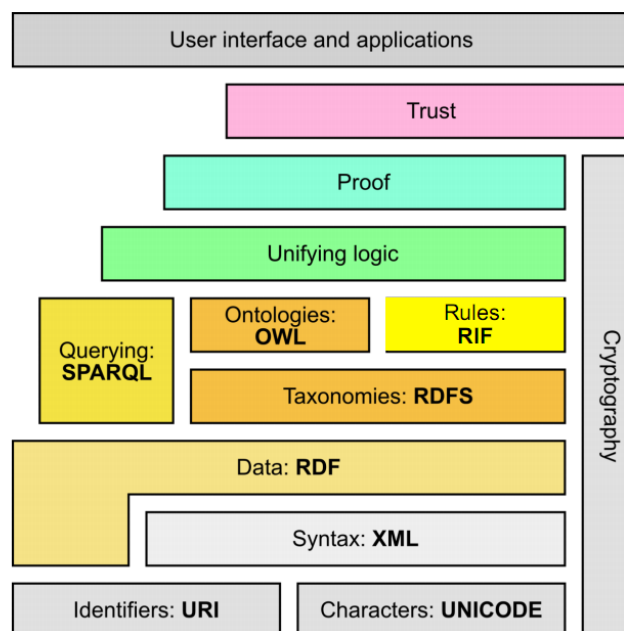 User interface and applications
Trust
Proof
Unifying logic
Querying:
SPARQL
Ontologies:
OWL
Rules:
RIF
Taxonomies: RDFS
Cryptography
Data: RDF
Syntax: XML
Identifiers: URI
Characters: UNICODE